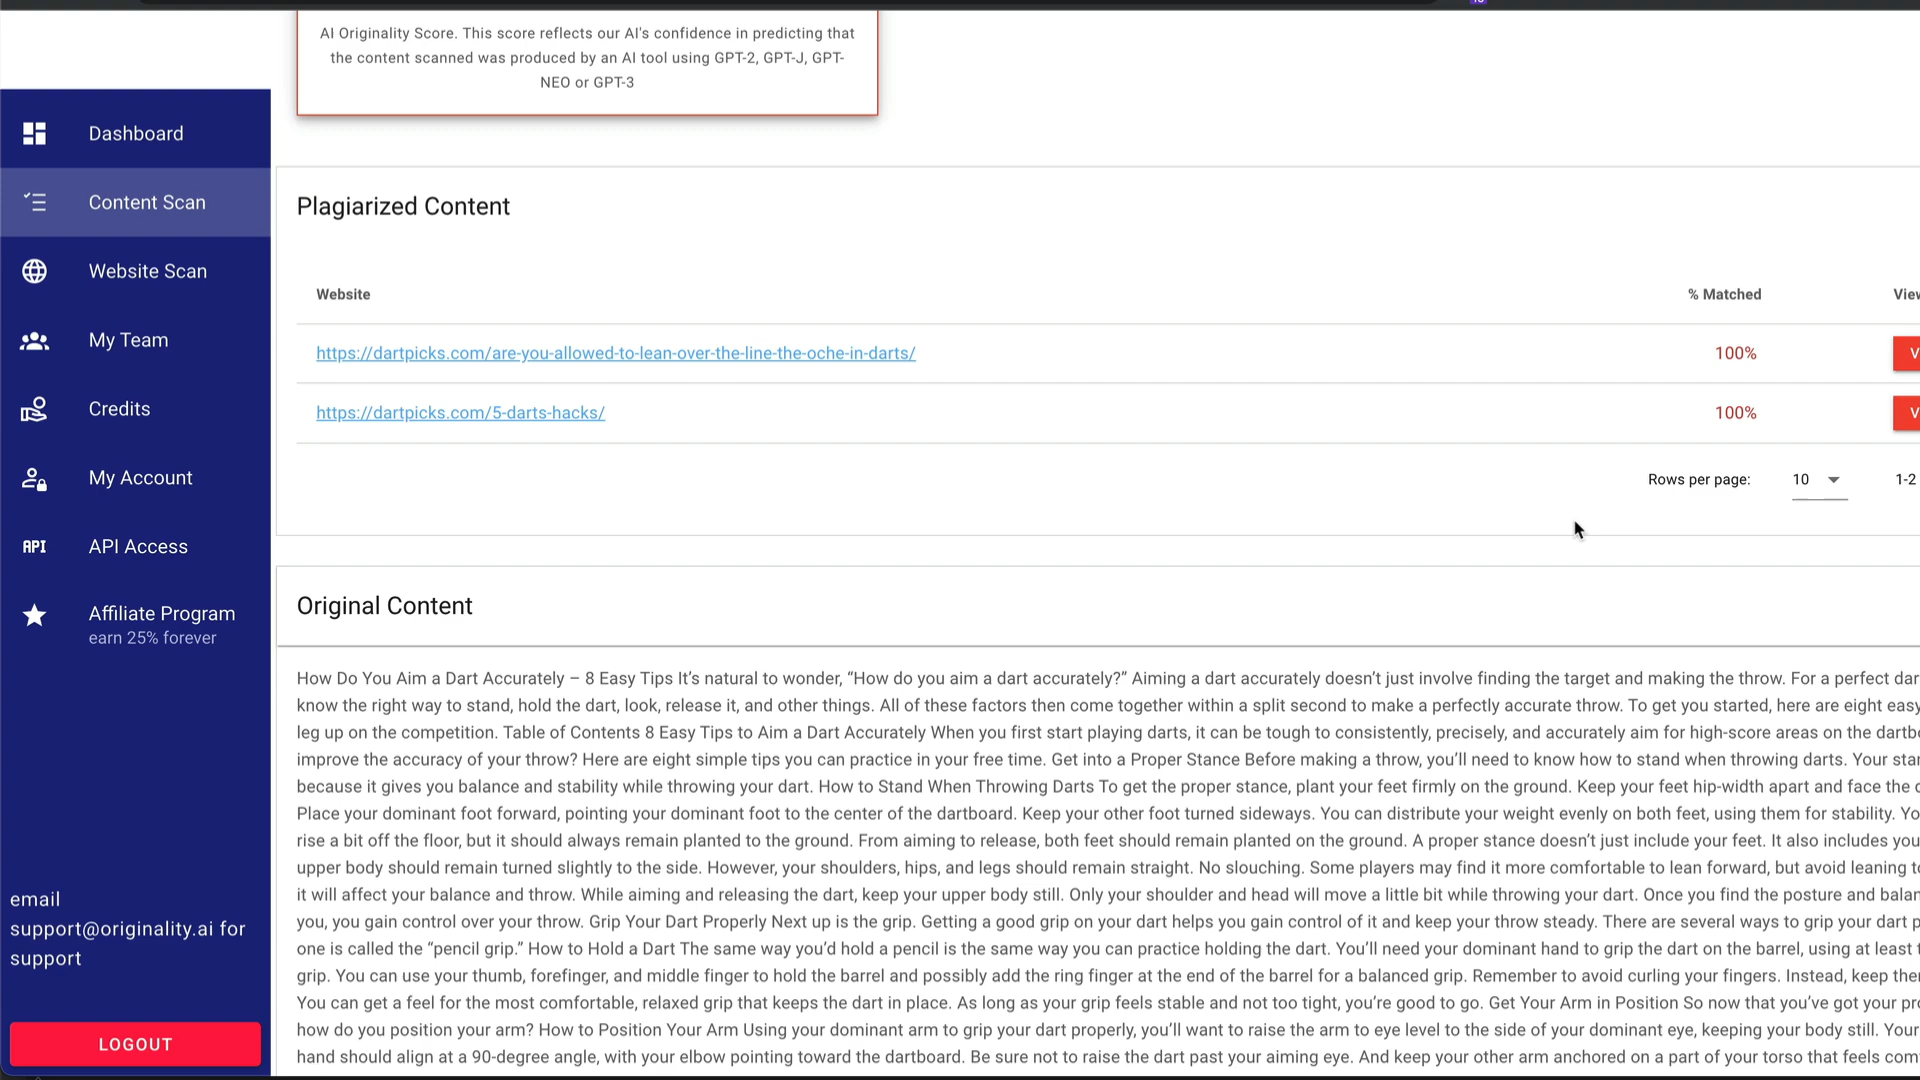 AI Originality Score. This score reflects our AI's confidence in predicting that
the content scanned was produced by an AI tool using GPT-2, GPT-J, GPT-
NEO or GPT-3
Dashboard
Content Scan
Website Scan
My Team
Credits
My Account
API API Access
Affiliate Program
earn 25% forever
email
support@originality.ai for
support
LOGOUT
Plagiarized Content
Website % Matched
https://dartpicks.com/are-you-allowed-to-lean-over-the-line-the-oche-in-darts/ 100%
https://dartpicks.com/5-darts-hacks/ 100%
Rows per page: 10 1-2
Original Content
How Do You Aim a Dart Accurately – 8 Easy Tips It’s natural to wonder, “How do you aim a dart accurately?” Aiming a dart accurately doesn’t just involve finding the target and making the throw. For a perfect
know the right way to stand, hold the dart, look, release it, and other things. All of these factors then come together within a split second to make a perfectly accurate throw. To get you started, here are eight easy
leg up on the competition. Table of Contents 8 Easy Tips to Aim a Dart Accurately When you first start playing darts, it can be tough to consistently, precisely, and accurately aim for high-score areas on the
improve the accuracy of your throw? Here are eight simple tips you can practice in your free time. Get into a Proper Stance Before making a throw, you’ll need to know how to stand when throwing darts. Your
because it gives you balance and stability while throwing your dart. How to Stand When Throwing Darts To get the proper stance, plant your feet firmly on the ground. Keep your feet hip-width apart and face the
Place your dominant foot forward, pointing your dominant foot to the center of the dartboard. Keep your other foot turned sideways. You can distribute your weight evenly on both feet, using them for stability.
rise a bit off the floor, but it should always remain planted to the ground. From aiming to release, both feet should remain planted on the ground. A proper stance doesn’t just include your feet. It also includes
upper body should remain turned slightly to the side. However, your shoulders, hips, and legs should remain straight. No slouching. Some players may find it more comfortable to lean forward, but avoid leaning
it will affect your balance and throw. While aiming and releasing the dart, keep your upper body still. Only your shoulder and head will move a little bit while throwing your dart. Once you find the posture and
you, you gain control over your throw. Grip Your Dart Properly Next up is the grip. Getting a good grip on your dart helps you gain control of it and keep your throw steady. There are several ways to grip your dart
one is called the “pencil grip.” How to Hold a Dart The same way you’d hold a pencil is the same way you can practice holding the dart. You’ll need your dominant hand to grip the dart on the barrel, using at least
grip. You can use your thumb, forefinger, and middle finger to hold the barrel and possibly add the ring finger at the end of the barrel for a balanced grip. Remember to avoid curling your fingers. Instead, keep
You can get a feel for the most comfortable, relaxed grip that keeps the dart in place. As long as your grip feels stable and not too tight, you’re good to go. Get Your Arm in Position So now that you’ve got your
how do you position your arm? How to Position Your Arm Using your dominant arm to grip your dart properly, you’ll want to raise the arm to eye level to the side of your dominant eye, keeping your body still. Your
hand should align at a 90-degree angle, with your elbow pointing toward the dartboard. Be sure not to raise the dart past your aiming eye. And keep your other arm anchored on a part of your torso that feels